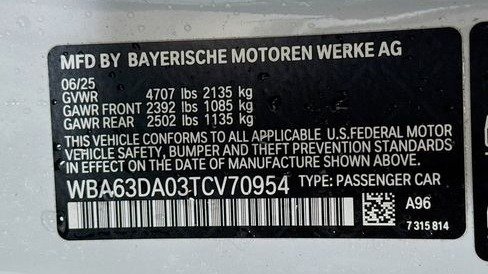 MFD BY BAYERISCHE MOTOREN WERKE AG
06/25
GVWR 4707 lbs 2135 kg
GAWR FRONT 2392 lbs 1085 kg
GAWR REAR 2502 lbs 1135 kg
THIS VEHICLE CONFORMS TO ALL APPLICABLE U.S.FEDERAL MOTOR
VEHICLE SAFETY, BUMPER AND THEFT PREVENTION STANDARDS
IN EFFECT ON THE DATE OF MANUFACTURE SHOWN ABOVE.
WBA63DA03TCV70954 TYPE: PASSENGER CAR
A96
7 315 814